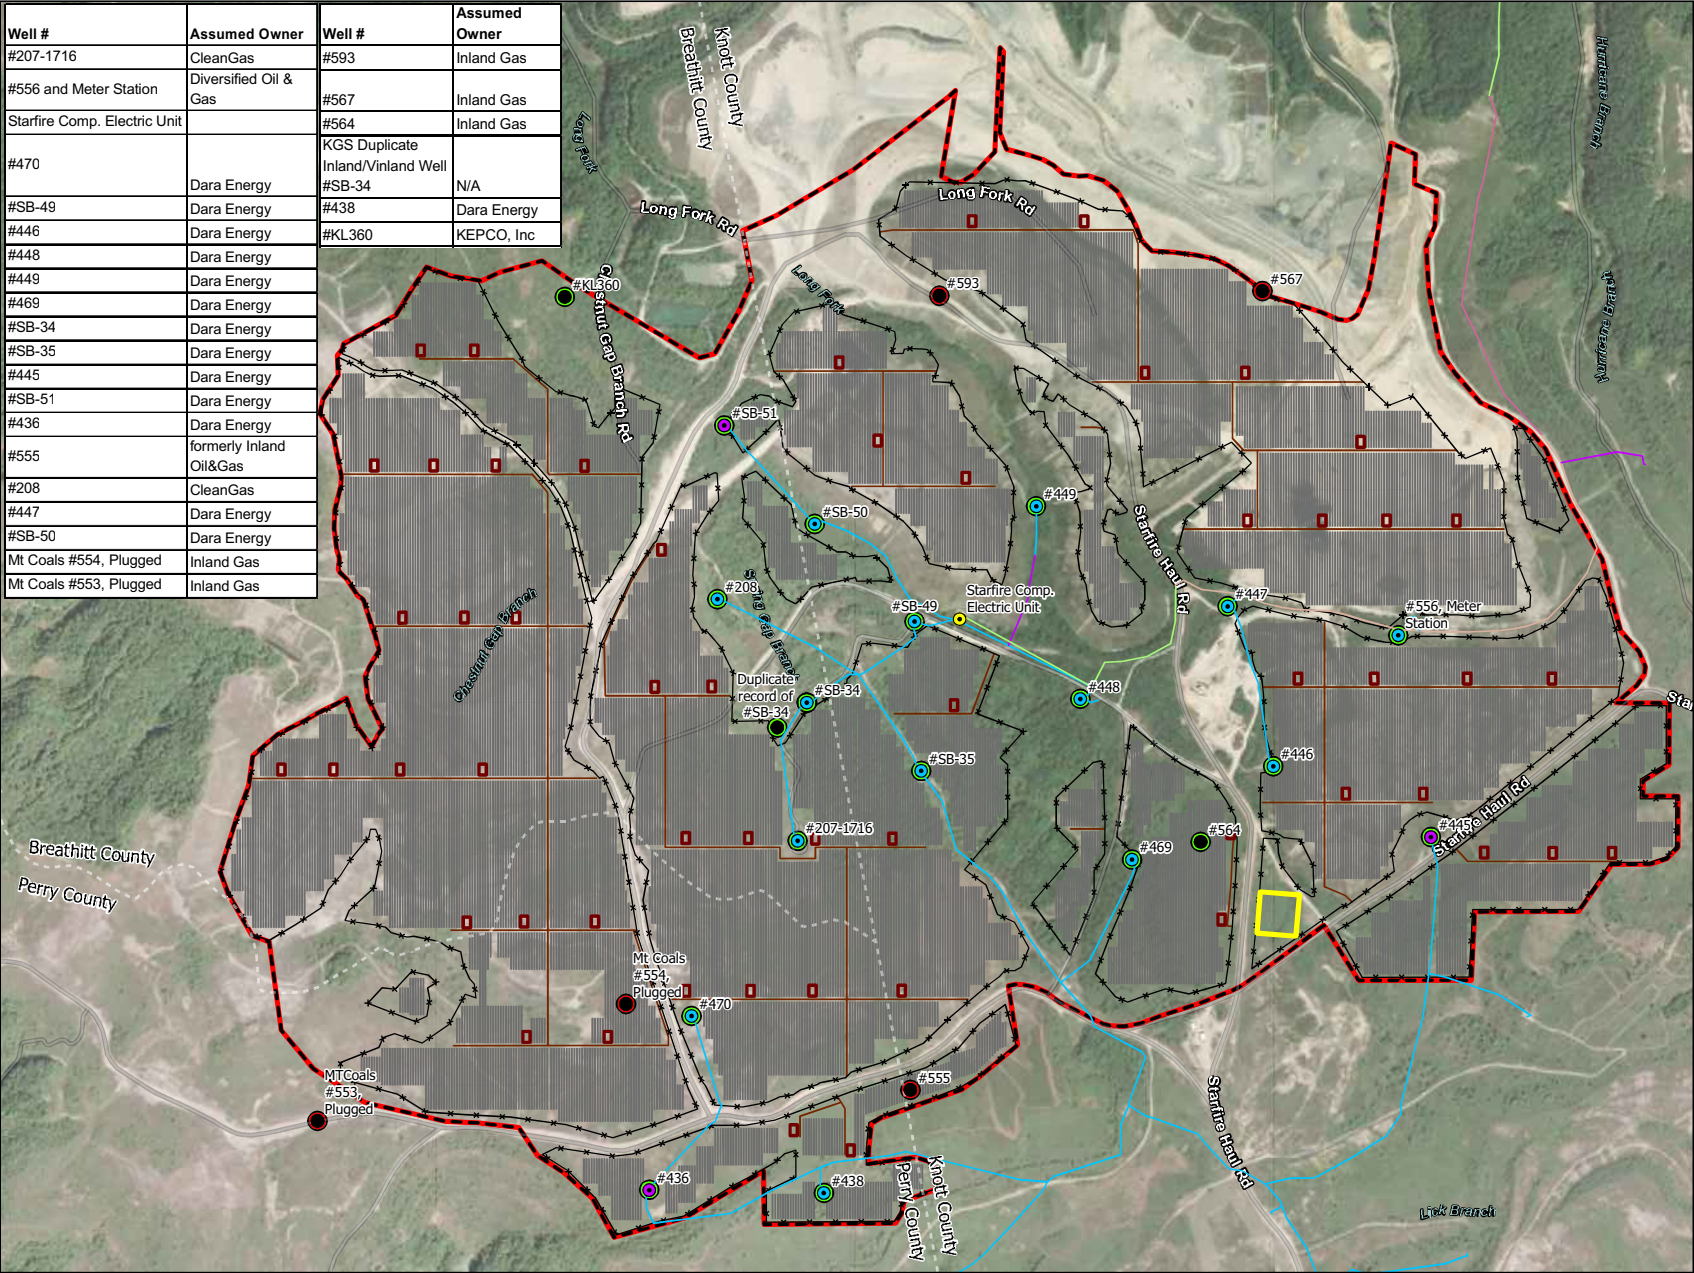 Well # Assumed Owner
#207-1716 CleanGas
#556 and Meter Station Diversified Oil &
Gas
Starfire Comp. Electric Unit
#470 Dara Energy
#SB-49 Dara Energy
#446 Dara Energy
#448 Dara Energy
#449 Dara Energy
#469 Dara Energy
#SB-34 Dara Energy
#SB-35 Dara Energy
#445 Dara Energy
#SB-51 Dara Energy
#436 Dara Energy
#555 formerly Inland
Oil&Gas
#208 CleanGas
#447 Dara Energy
#SB-50 Dara Energy
Mt Coals #554, Plugged Inland Gas
Mt Coals #553, Plugged Inland Gas
Well # Assumed
Owner
#593 Inland Gas
#567 Inland Gas
#564 Inland Gas
KGS Duplicate
Inland/Vinland Well
#SB-34 N/A
#438 Dara Energy
#KL360 KEPCO, Inc
Knott County
Breathitt County
Long Fork
Hurricane Branch
Long Fork Rd
Long Fork Rd
Long Fork
#KL360
#593
#567
Hurricane Branch
Chestnut Gap Branch Rd
#SB-51
#SB-50
#449
Starfire Haul Rd
#208
#SB-49
Starfire Comp.
Electric Unit
#447
#556, Meter
Station
Chestnut Gap Branch
Duplicate
record of
#SB-34
#SB-34
#448
#SB-35
#446
Starfire Haul Rd
#445
#207-1716
#564
#469
Breathitt County
Perry County
Mt Coals
#554,
Plugged
#470
MTCoals
#553,
Plugged
#555
Starfire Haul Rd
#436
#438
Knott County
Perry County
Lick Branch